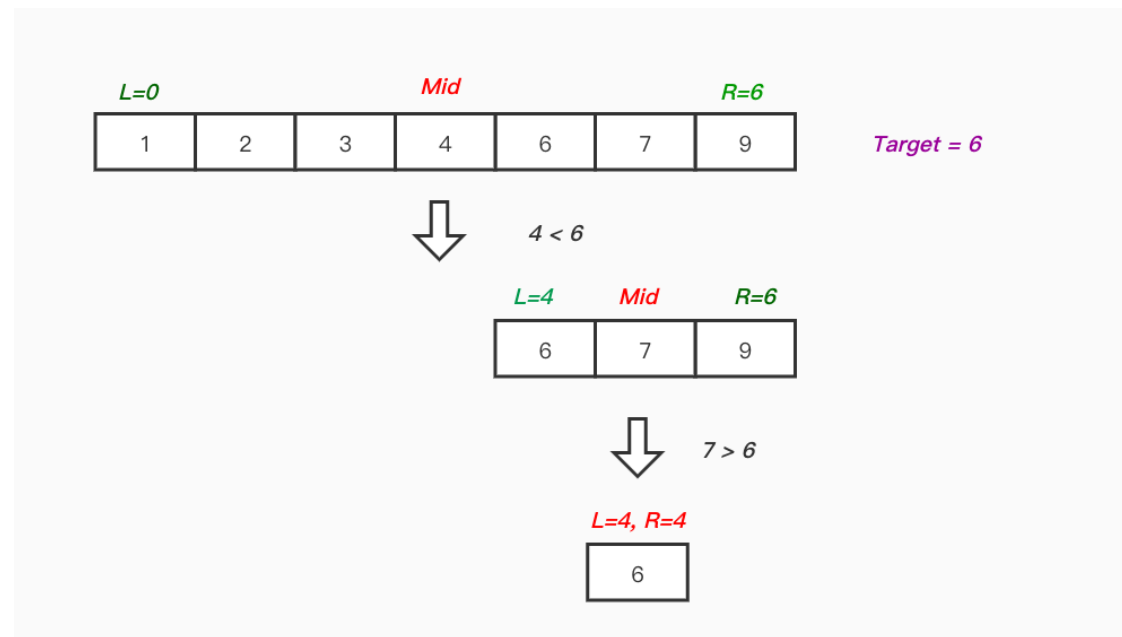 L=0 Mid R=6
1 2 3 4 6 7 9 Target = 6
4 < 6
L=4 Mid R=6
6 7 9
7 > 6
L=4, R=4
6